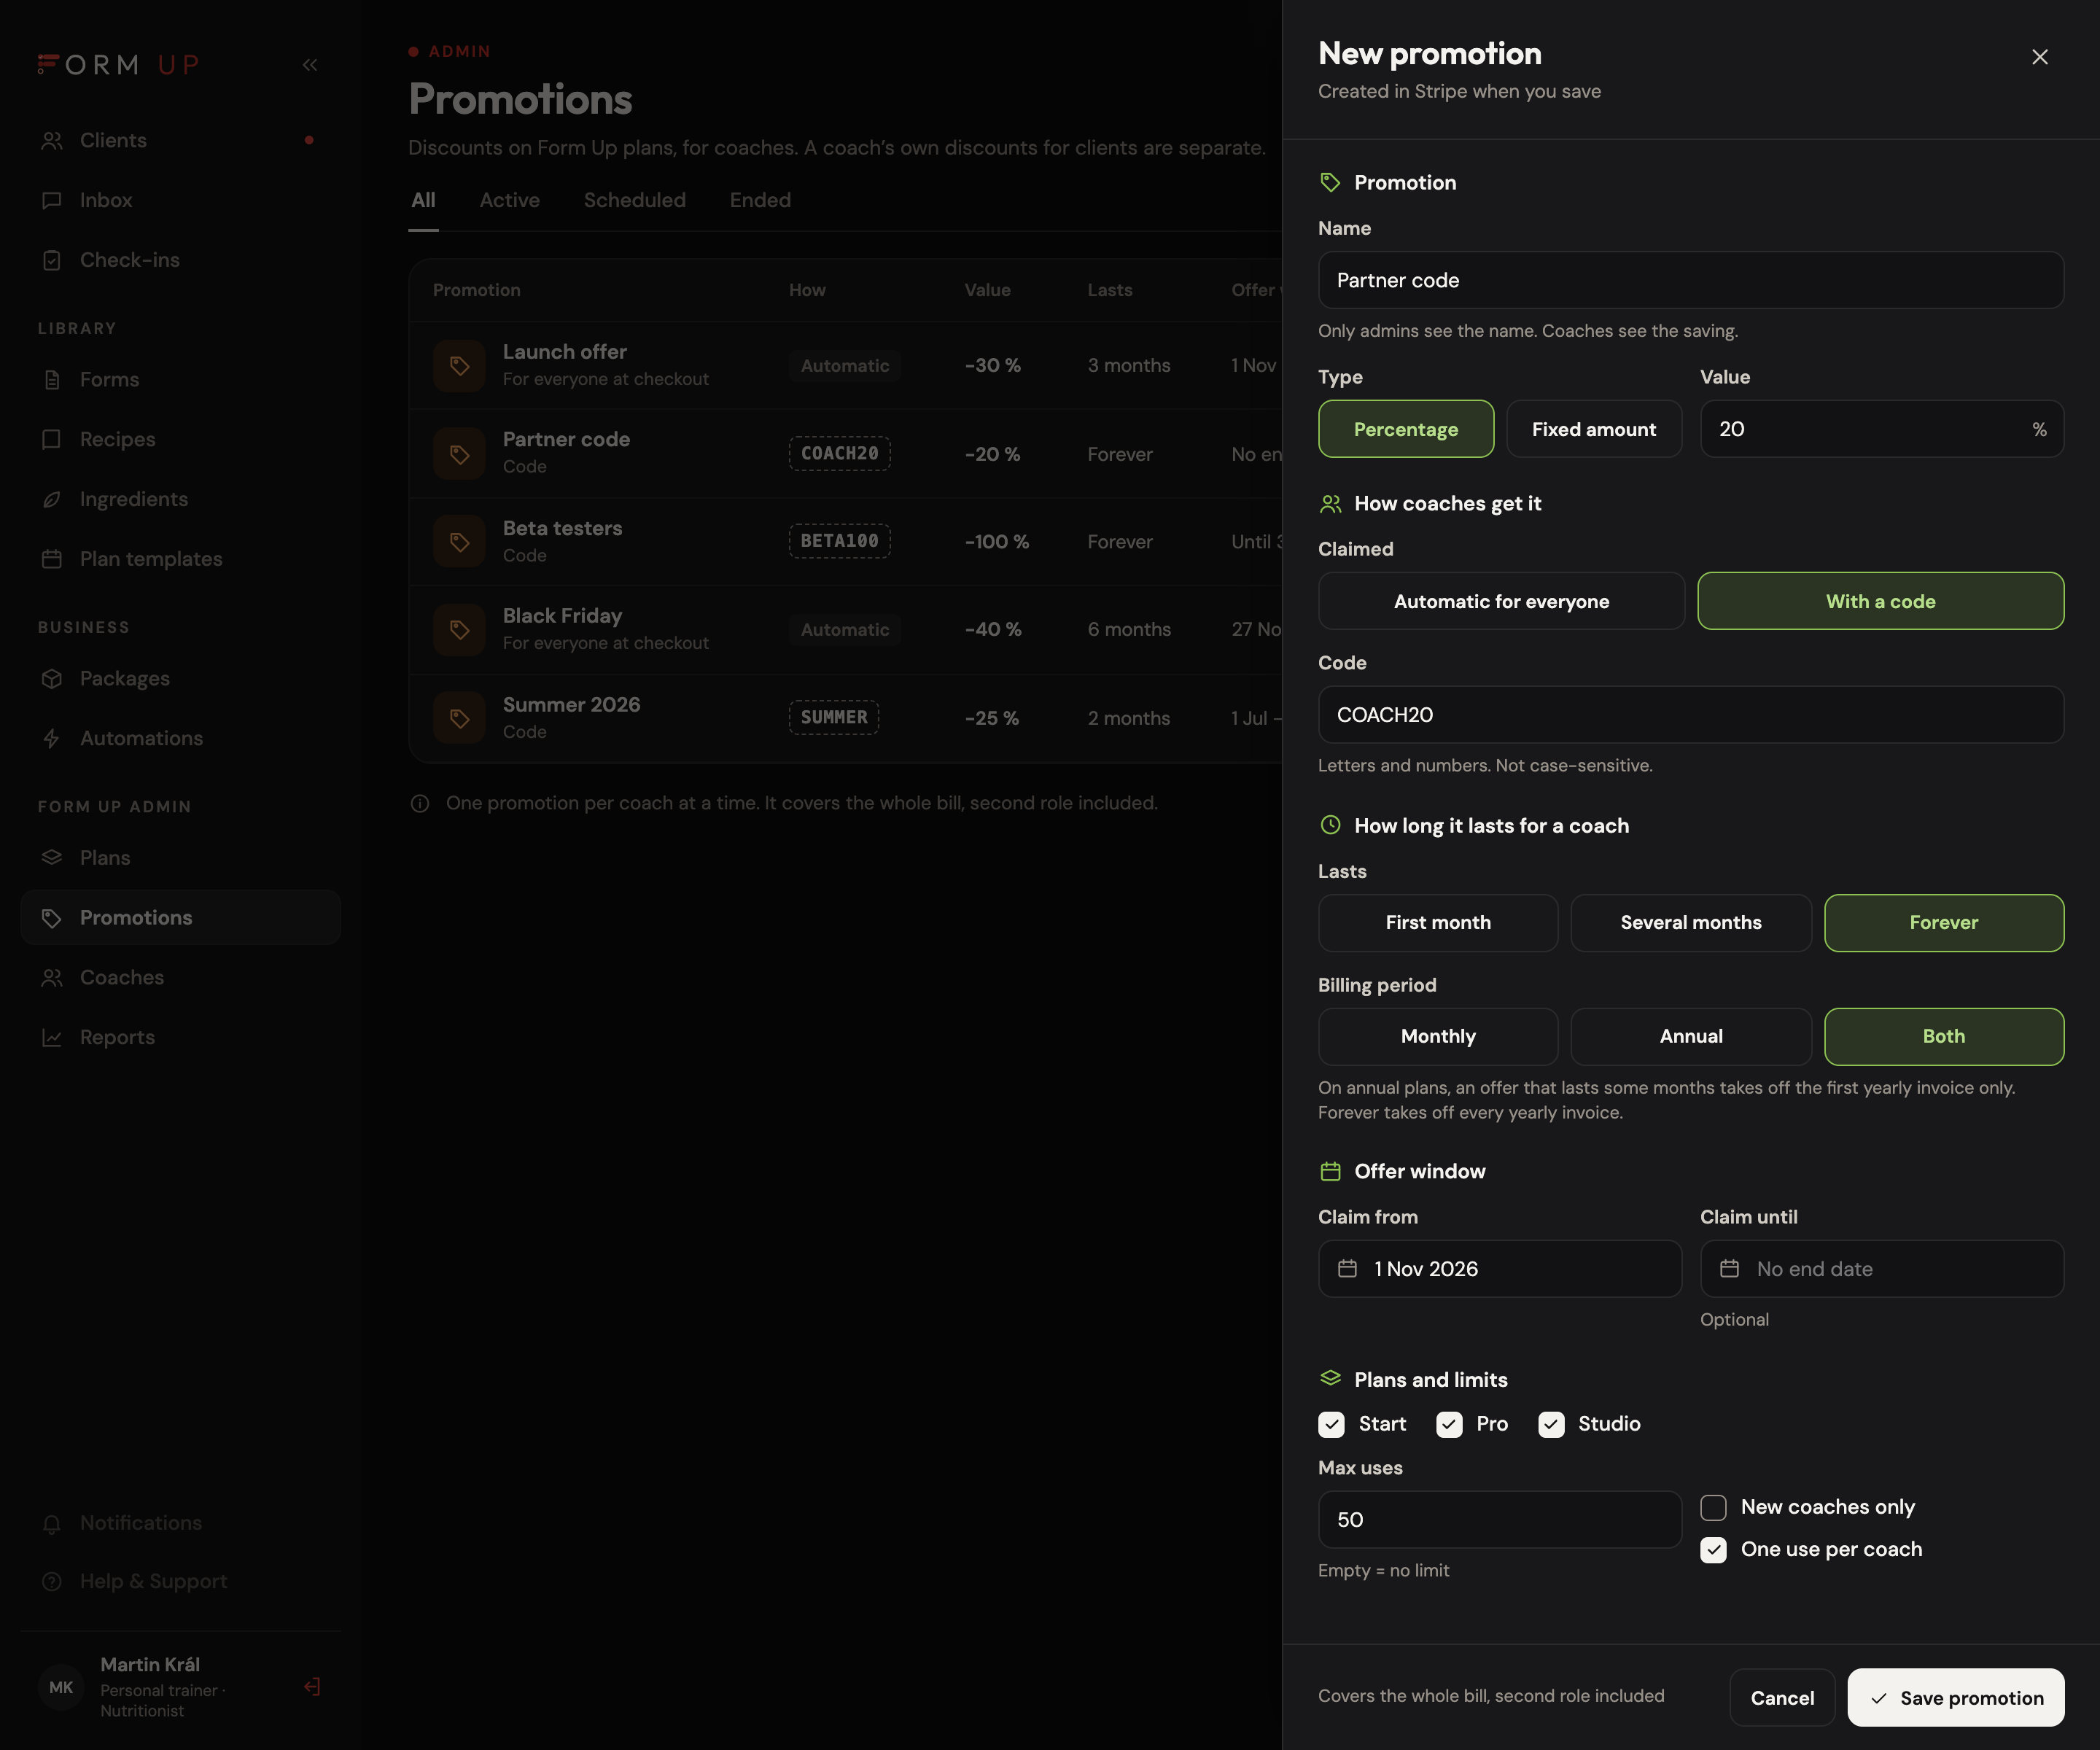 FORM UP
Clients
Inbox
Check-ins
LIBRARY
Forms
Recipes
Ingredients
Plan templates
BUSINESS
Packages
Automations
FORM UP ADMIN
Plans
Promotions
Coaches
Reports
Notifications
Help & Support
MK
Martin Král
Personal trainer ·
Nutritionist
ADMIN
Promotions
Discounts on Form Up plans, for coaches. A coach’s own discounts for clients are separate.
All Active Scheduled Ended
Promotion How Value Lasts Offer
Launch offer
For everyone at checkout
Automatic -30 % 3 months 1 Nov
Partner code
Code
COACH20 -20 % Forever No en
Beta testers
Code
BETA100 -100 % Forever Until
Black Friday
For everyone at checkout
Automatic -40 % 6 months 27 No
Summer 2026
Code
SUMMER -25 % 2 months 1 Jul –
One promotion per coach at a time. It covers the whole bill, second role included.
New promotion
Created in Stripe when you save
Promotion
Name
Partner code
Only admins see the name. Coaches see the saving.
Type Value
Percentage Fixed amount 20 %
How coaches get it
Claimed
Automatic for everyone With a code
Code
COACH20
Letters and numbers. Not case-sensitive.
How long it lasts for a coach
Lasts
First month Several months Forever
Billing period
Monthly Annual Both
On annual plans, an offer that lasts some months takes off the first yearly invoice only.
Forever takes off every yearly invoice.
Offer window
Claim from Claim until
1 Nov 2026 No end date
Optional
Plans and limits
Start Pro Studio
Max uses
50
New coaches only
One use per coach
Empty = no limit
Covers the whole bill, second role included
Cancel Save promotion